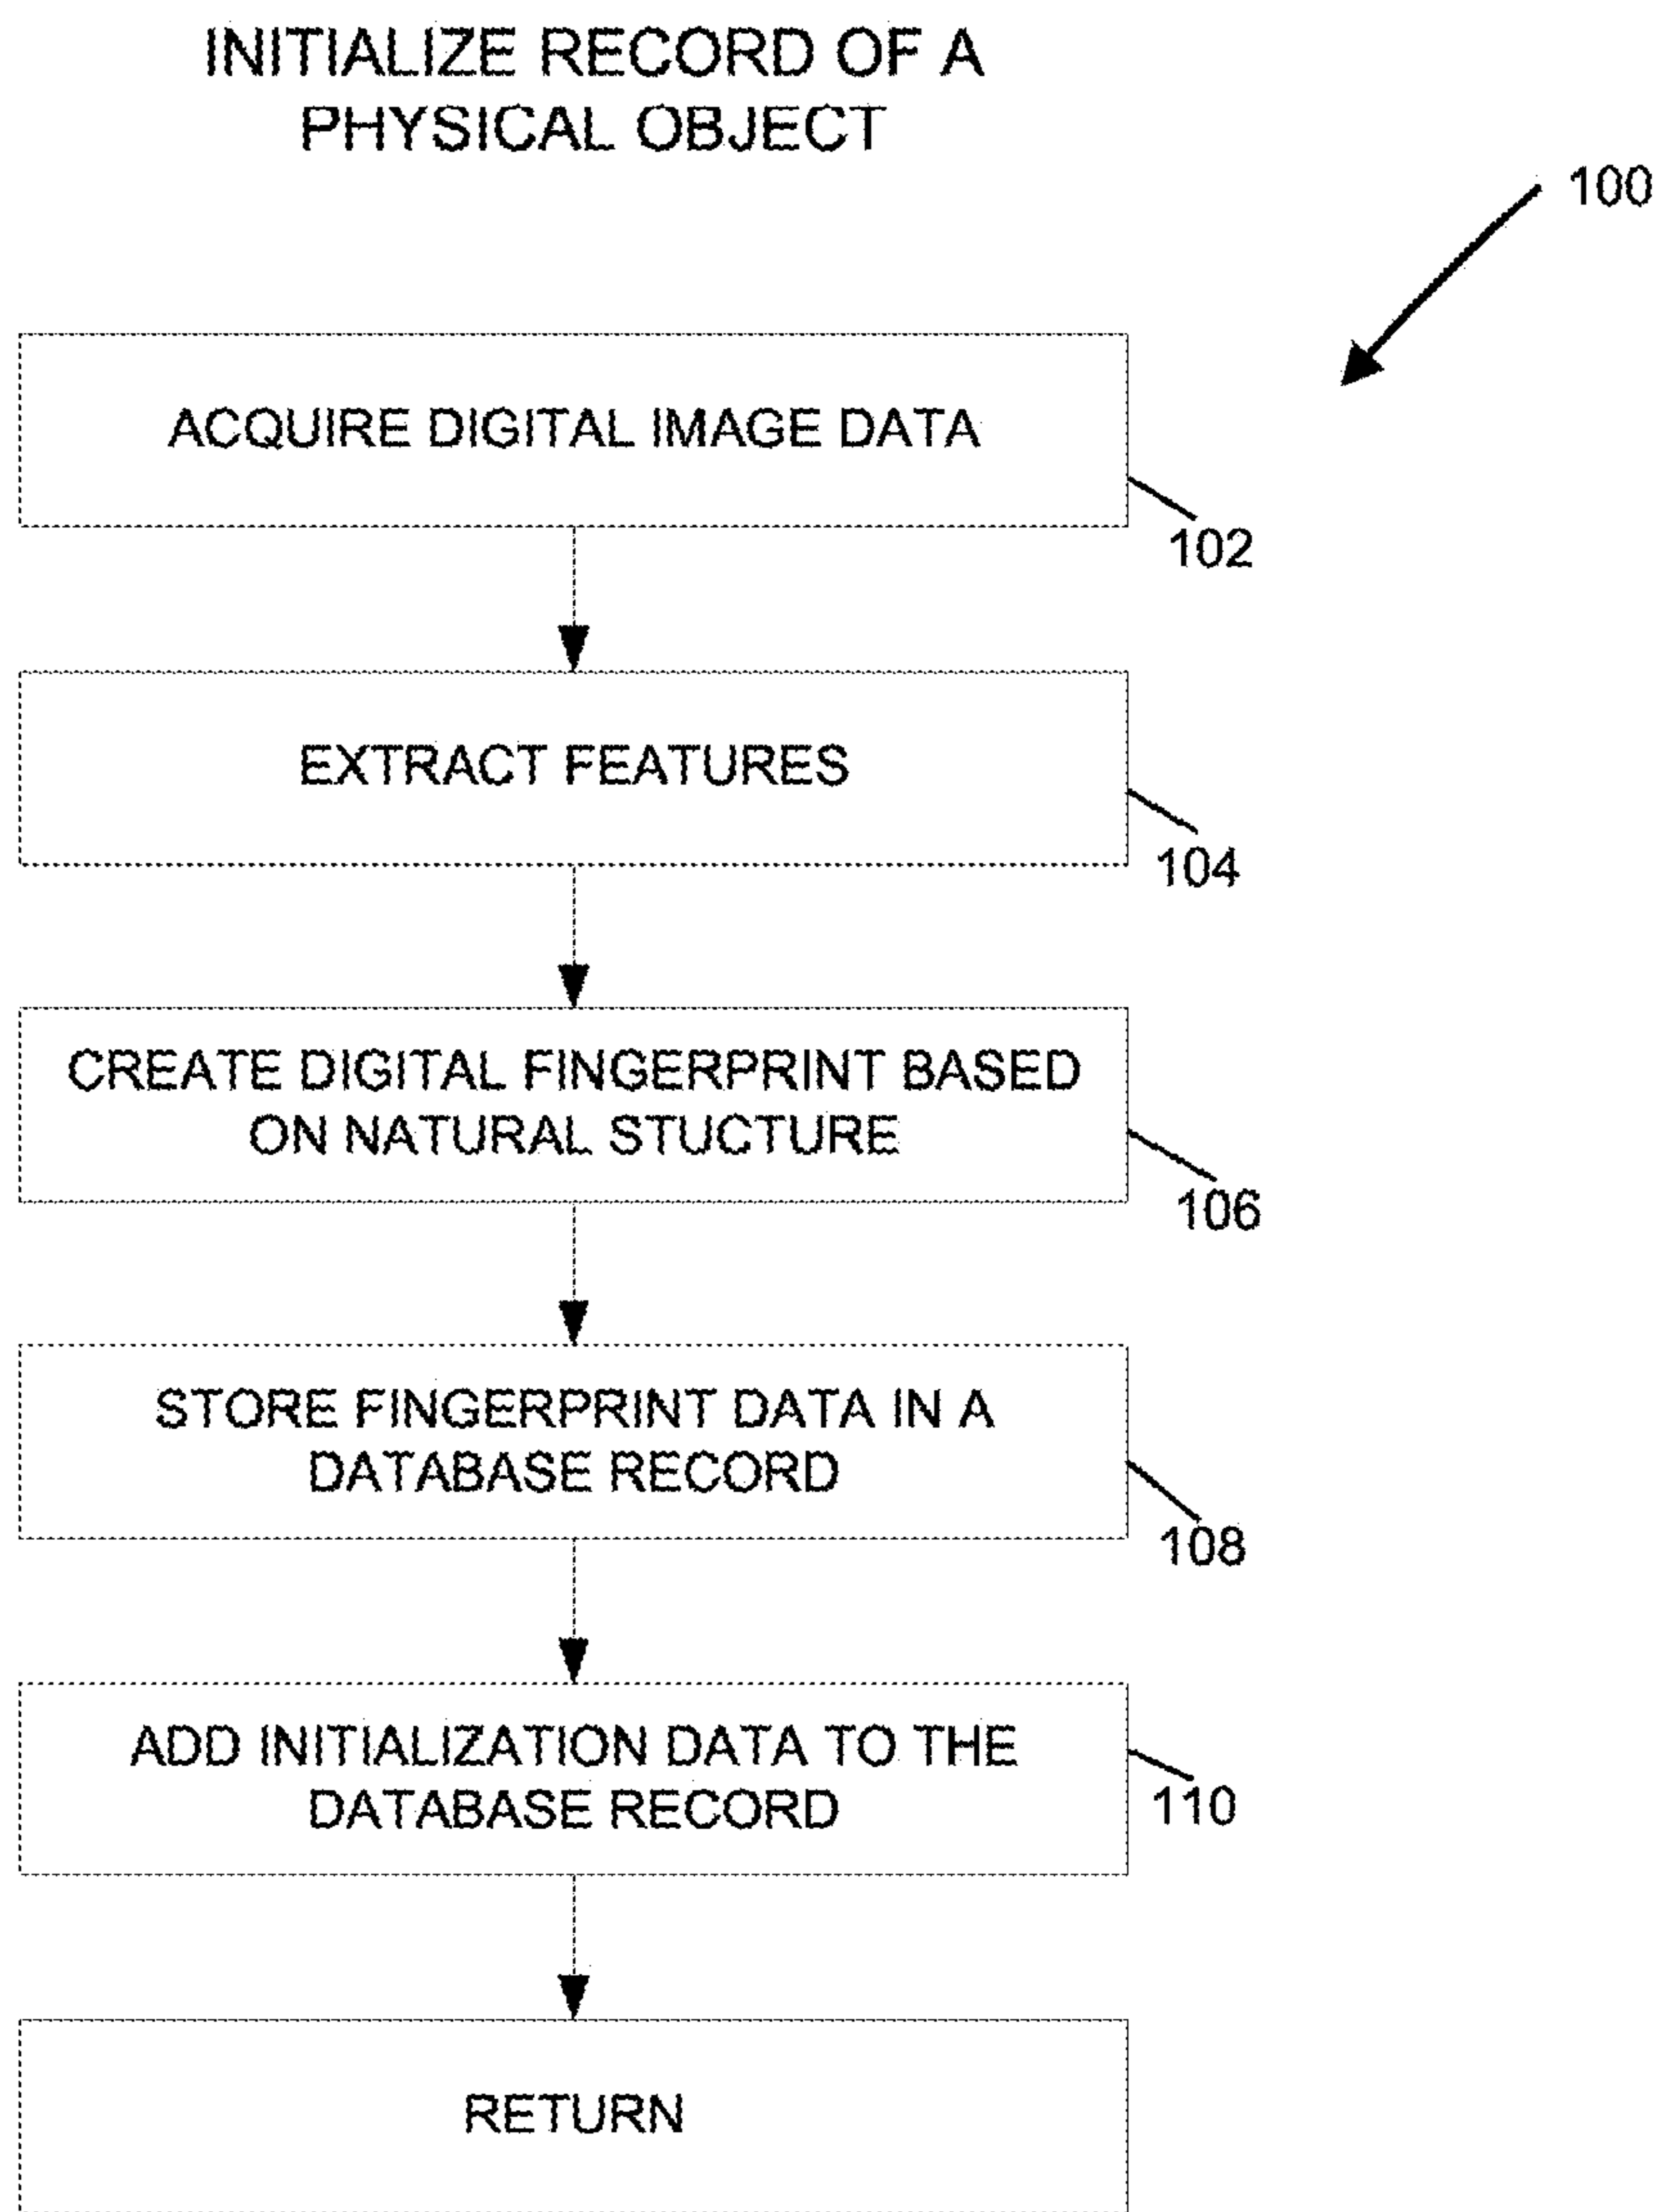 INITIALIZE RECORD OF A
PHYSICAL OBJECT
100
ACQUIRE DIGITAL IMAGE DATA
102
EXTRACT FEATURES
104
CREATE DIGITAL FINGERPRINT BASED
ON NATURAL STUCTURE
106
STORE FINGERPRINT DATA IN A
DATABASE RECORD
108
ADD INITIALIZATION DATA TO THE
DATABASE RECORD
110
RETURN